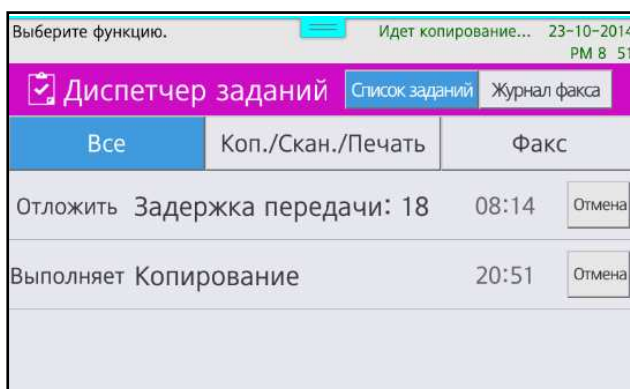 Выберите функцию. Идет копирование... 23-10-2014
PM 8 51
Диспетчер заданий Список заданий Журнал факса
Все Коп./Скан./Печать Факс
Отложить Задержка передачи: 18 08:14 Отмена
Выполняет Копирование 20:51 Отмена